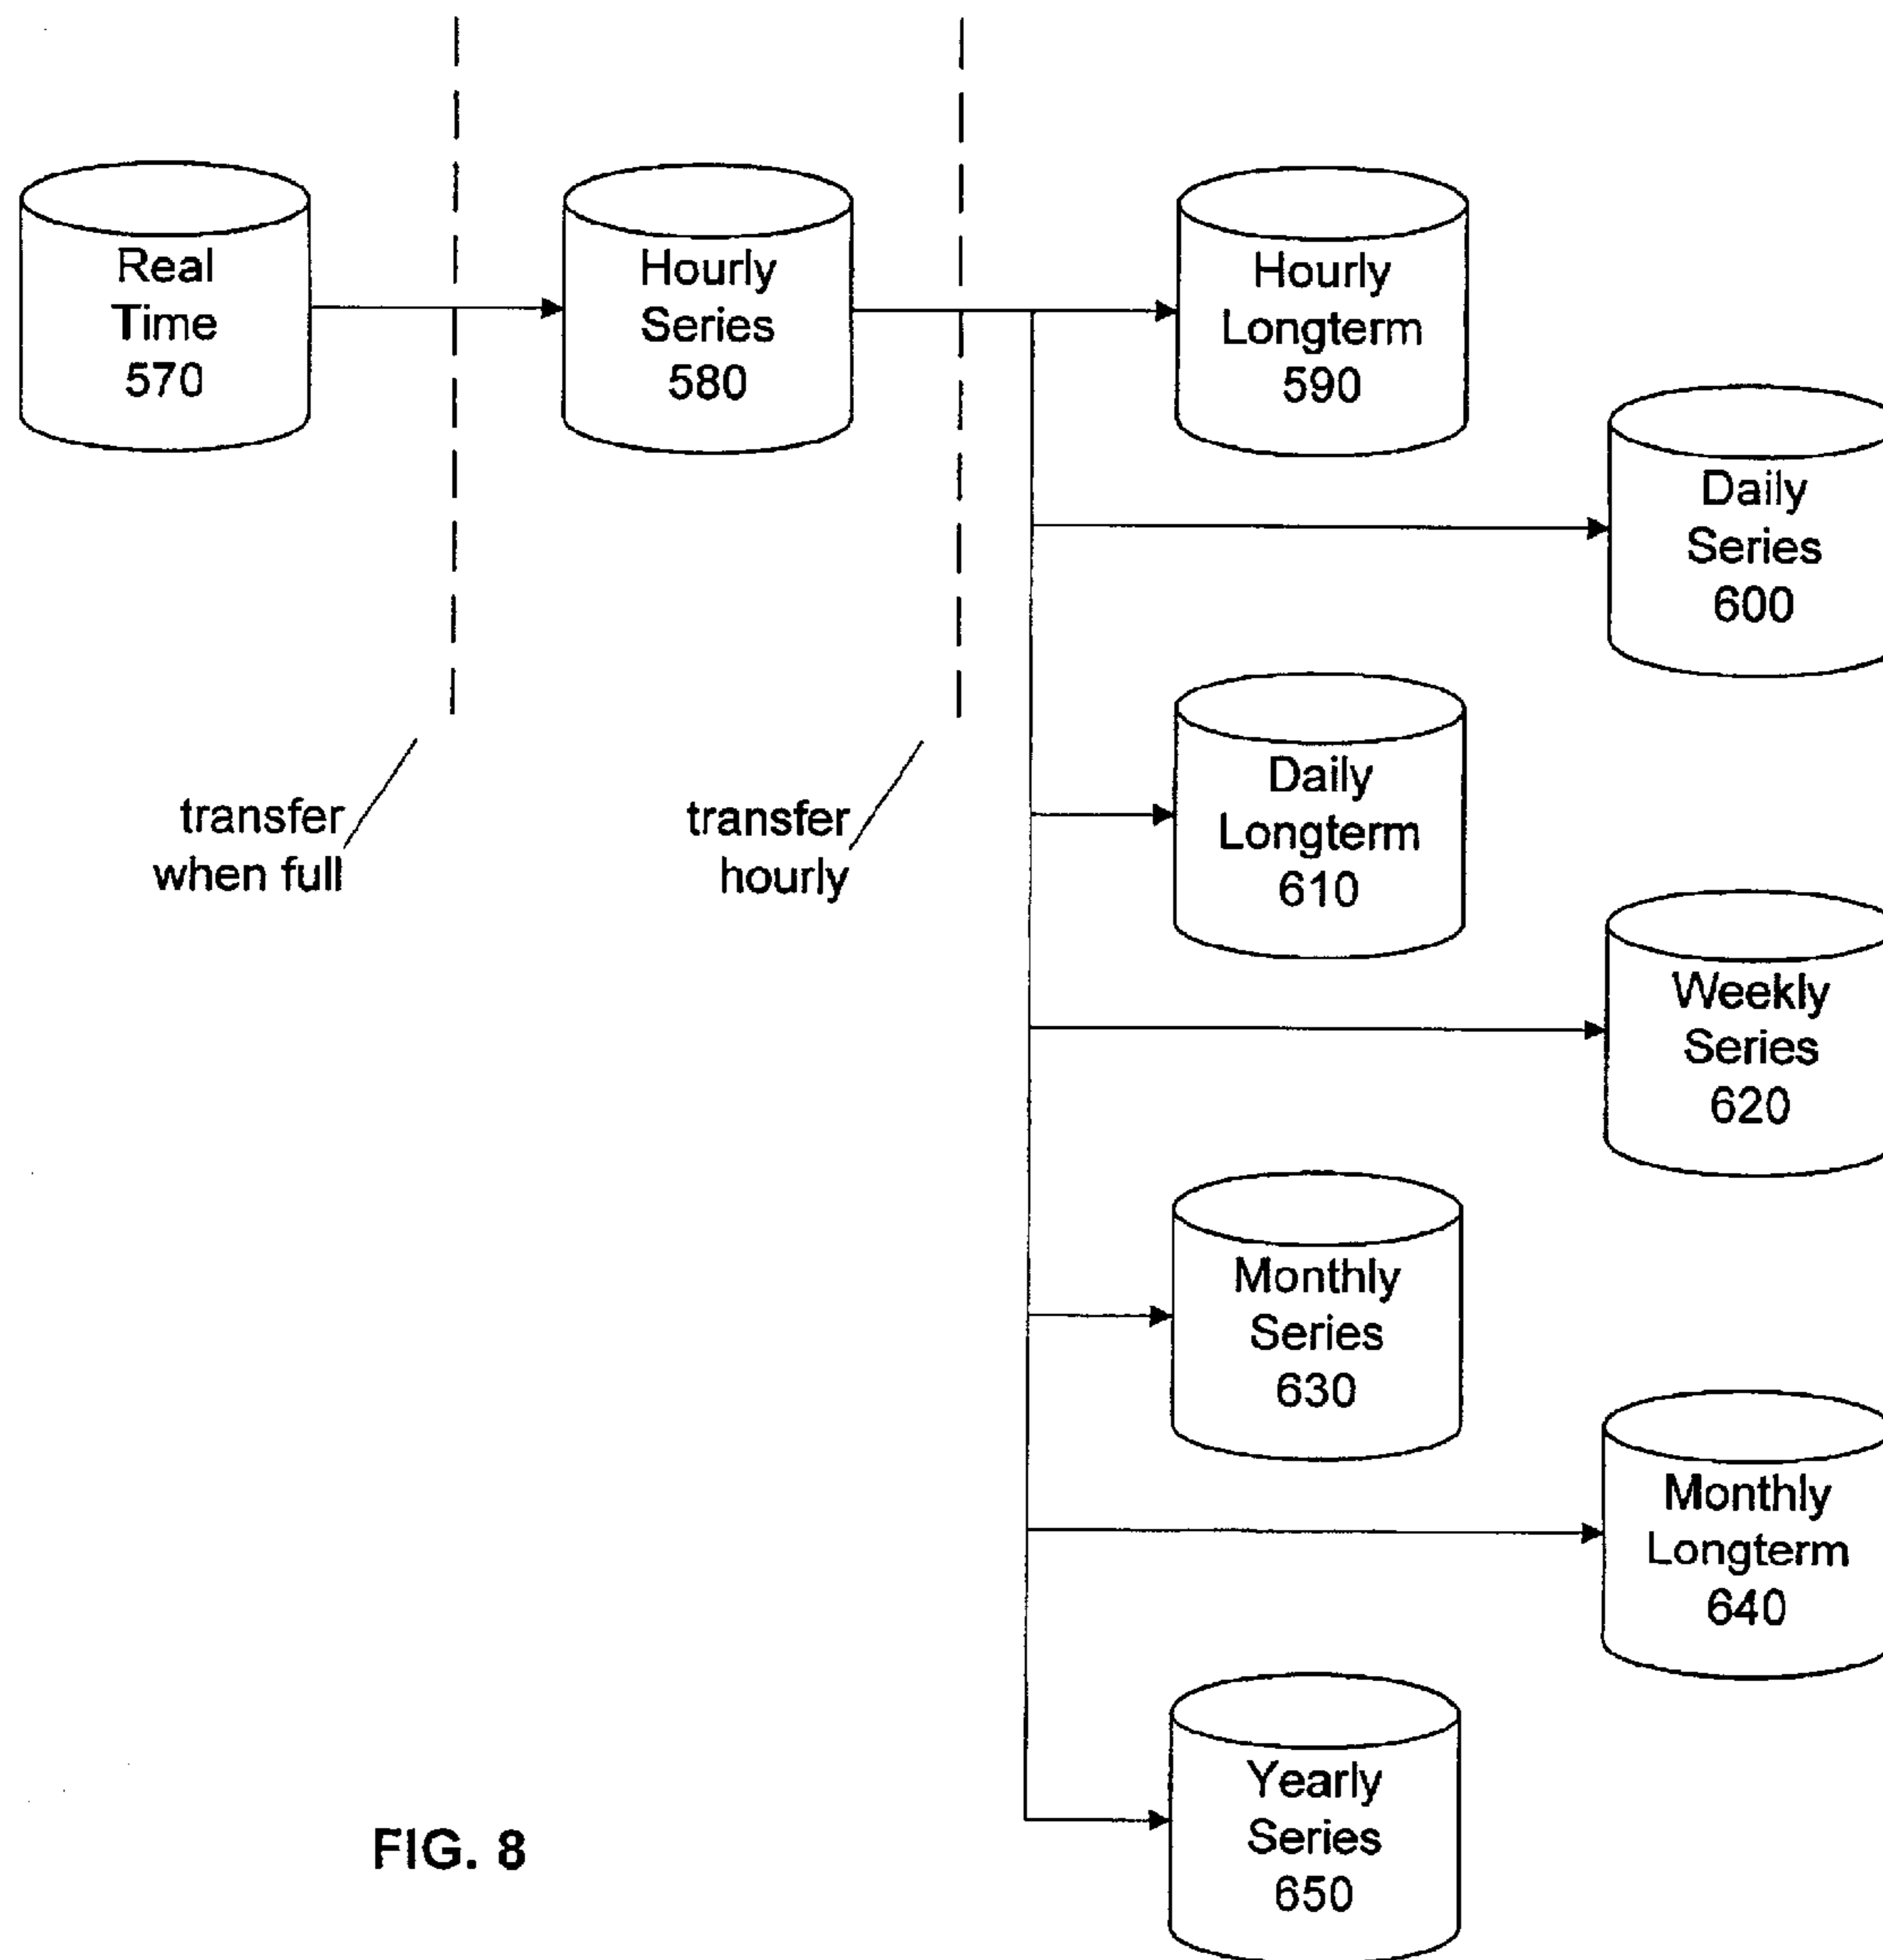 Real
Time
570
Hourly
Series
580
Hourly
Longterm
590
Daily
Series
600
transfer
when full
transfer
hourly
Daily
Longterm
610
Weekly
Series
620
Monthly
Series
630
Monthly
Longterm
640
Yearly
Series
650
FIG. 8